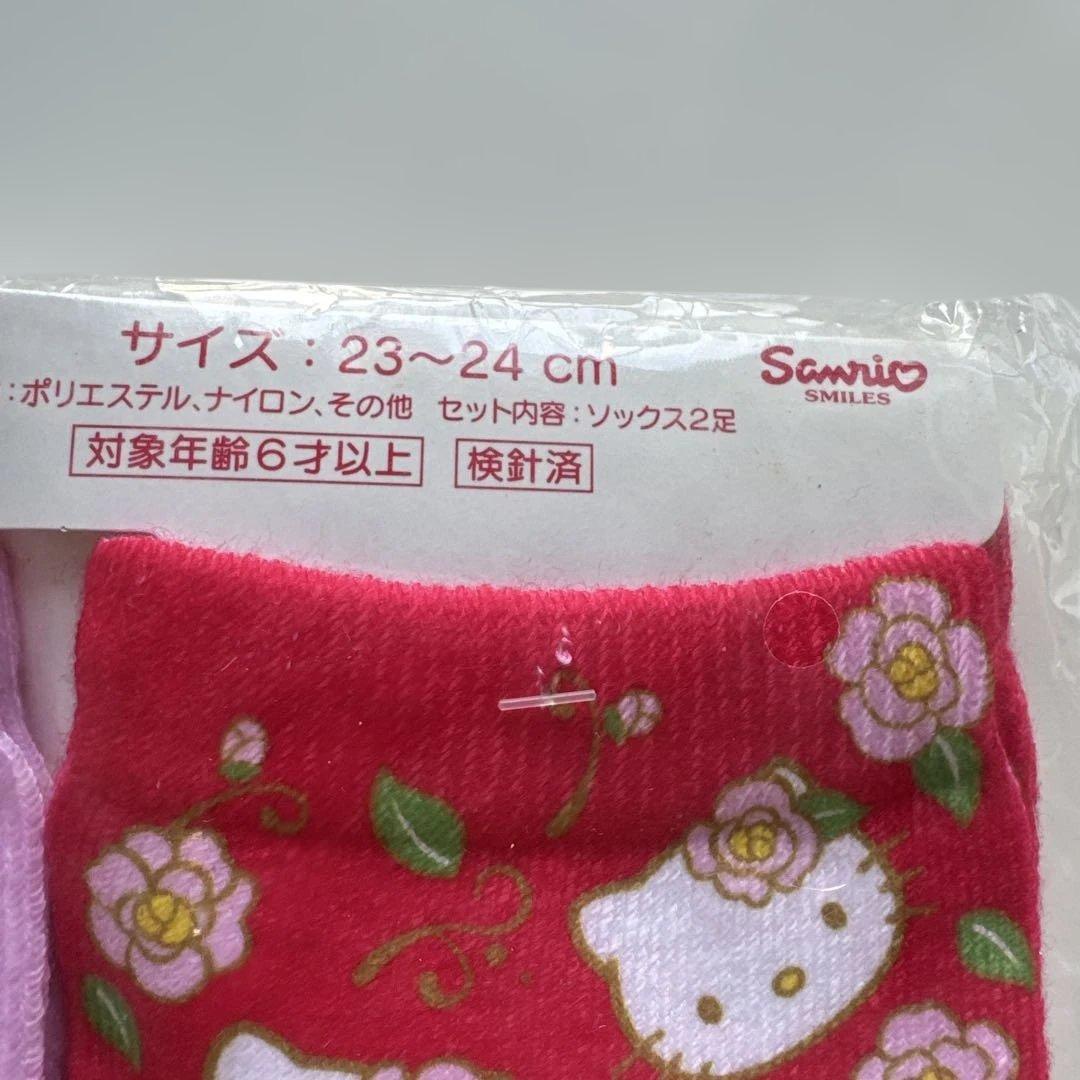 サイズ：23～24 cm
Sanrio
SMILES
：ポリエステル、ナイロン、その他 セット内容：ソックス2足
対象年齢6才以上 検針済